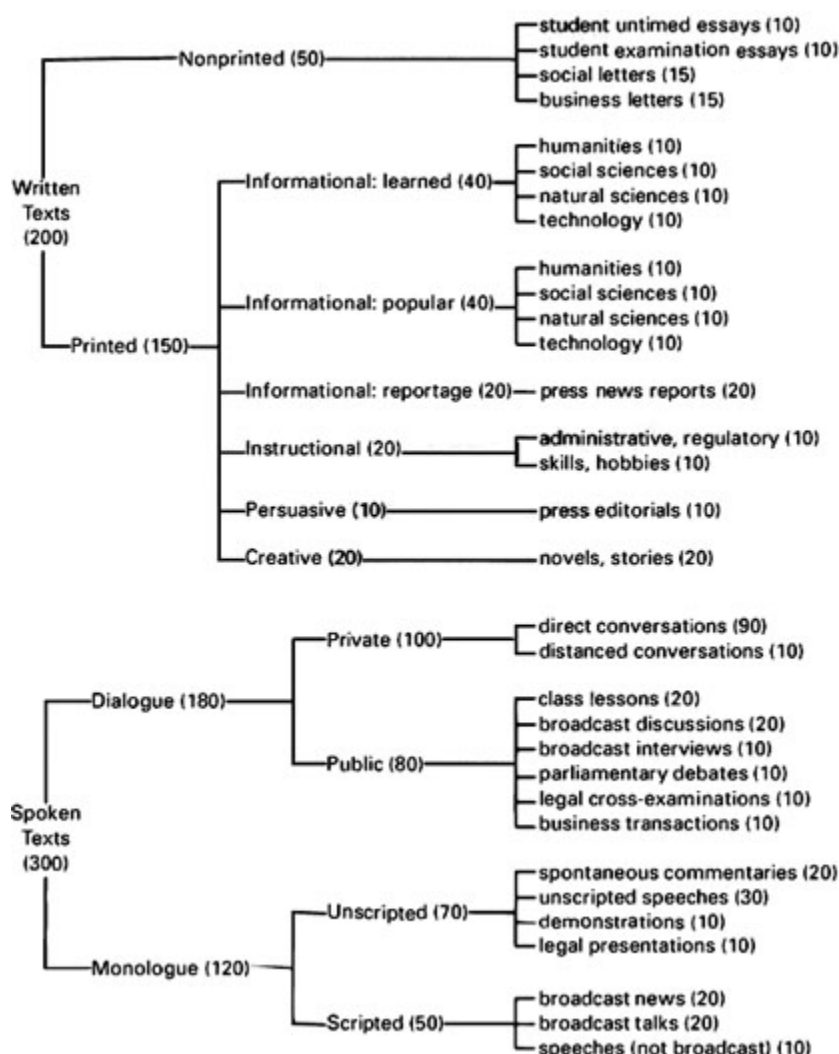 student untimed essays (10)
Nonprinted (50)
student examination essays (10)
social letters (15)
business letters (15)
humanities (10)
Informational: learned (40)
social sciences (10)
natural sciences (10)
technology (10)
Written
Texts
(200)
humanities (10)
Informational: popular (40)
social sciences (10)
natural sciences (10)
technology (10)
Printed (150)
Informational: reportage (20)
press news reports (20)
Instructional (20)
administrative, regulatory (10)
skills, hobbies (10)
Persuasive (10)
press editorials (10)
Creative (20)
novels, stories (20)
Private (100)
direct conversations (90)
distanced conversations (10)
Dialogue (180)
class lessons (20)
broadcast discussions (20)
Public (80)
broadcast interviews (10)
parliamentary debates (10)
legal cross-examinations (10)
business transactions (10)
Spoken
Texts
(300)
spontaneous commentaries (20)
Unscripted (70)
unscripted speeches (30)
demonstrations (10)
legal presentations (10)
Monologue (120)
broadcast news (20)
Scripted (50)
broadcast talks (20)
speeches (not broadcast) (10)